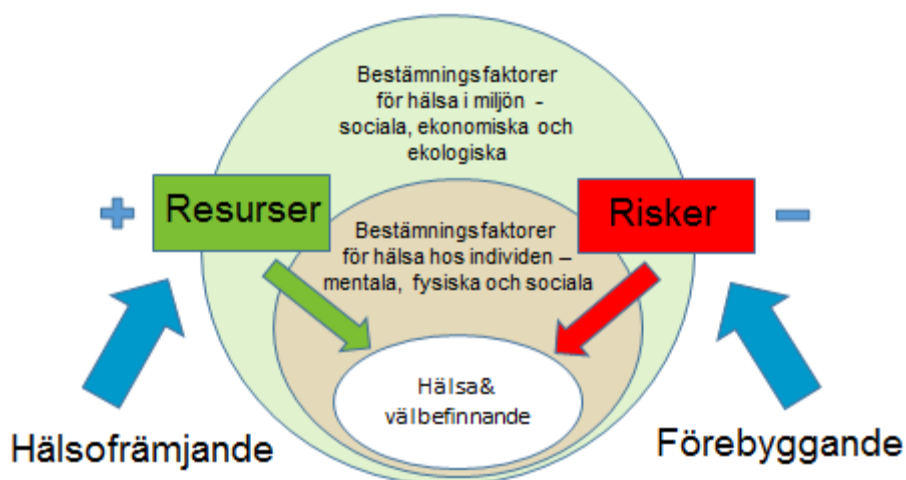 Bestämningsfaktorer
för hälsa i miljön -
sociala, ekonomiska och
ekologiska
+
Resurser
Risker
−
Bestämningsfaktorer
för hälsa hos individen –
mentala, fysiska och sociala
Hälsa&
välbefinnande
Hälsofrämjande
Förebyggande